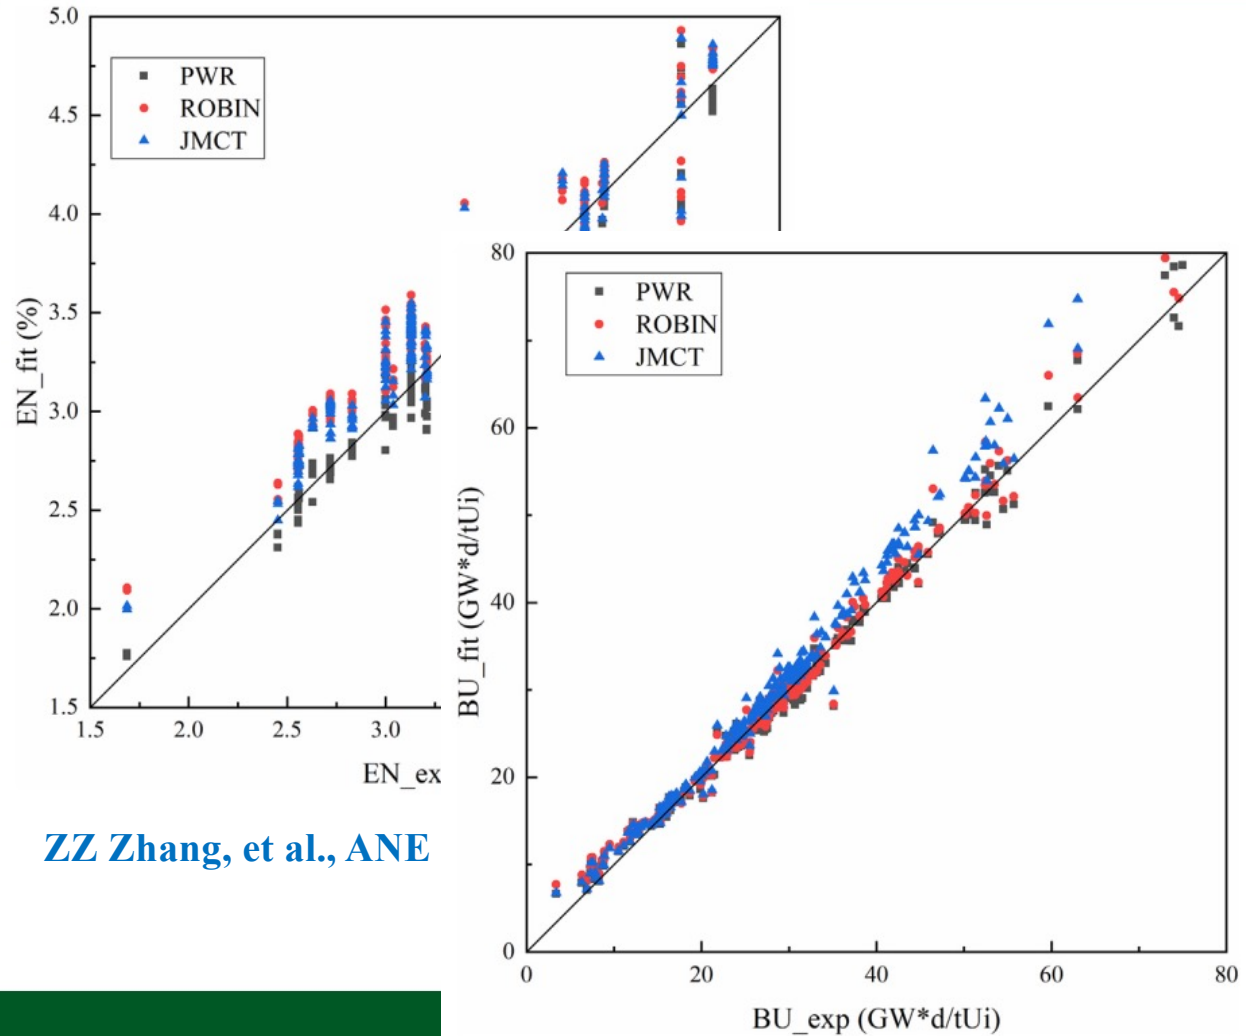 5.0
4.5
4.0
3.5
3.0
2.5
2.0
1.5
EN_fit (%)
PWR
ROBIN
JMCT
1.5
2.0
2.5
3.0
EN_ex
ZZ Zhang, et al., ANE
80
60
40
20
0
BU_fit (GW*d/tUi)
PWR
ROBIN
JMCT
0
20
40
60
80
BU_exp (GW*d/tUi)